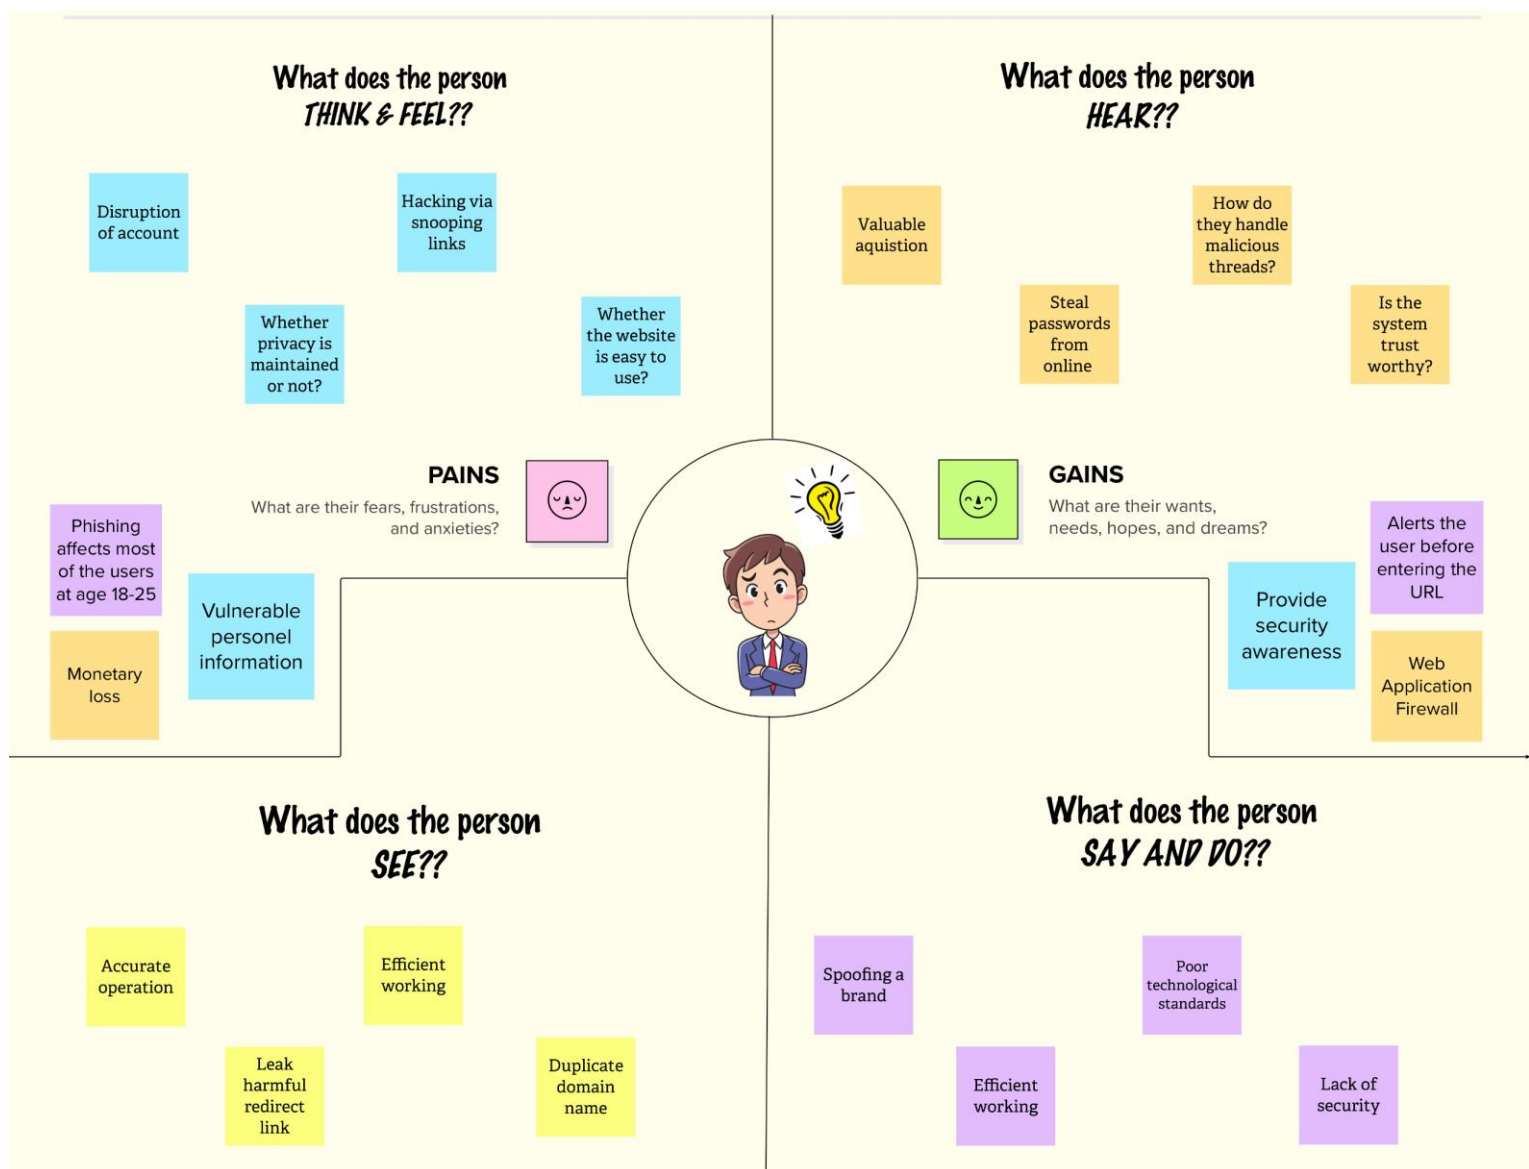 What does the person
THINK & FEEL??
Disruption
of account
Hacking via
snooping
links
Whether
privacy is
maintained
or not?
Whether
the website
is easy to
use?
What does the person
HEAR??
Valuable
aquistion
How do
they handle
malicious
threads?
Steal
passwords
from
online
Is the
system
trust
worthy?
PAINS
What are their fears, frustrations,
and anxieties?
Phishing
affects most
of the users
at age 18-25
Vulnerable
personel
information
Monetary
loss
GAINS
What are their wants,
needs, hopes, and dreams?
Alerts the
user before
entering the
URL
Provide
security
awareness
Web
Application
Firewall
What does the person
SEE??
Accurate
operation
Efficient
working
Leak
harmful
redirect
link
Duplicate
domain
name
What does the person
SAY AND DO??
Spoofing a
brand
Poor
technological
standards
Efficient
working
Lack of
security